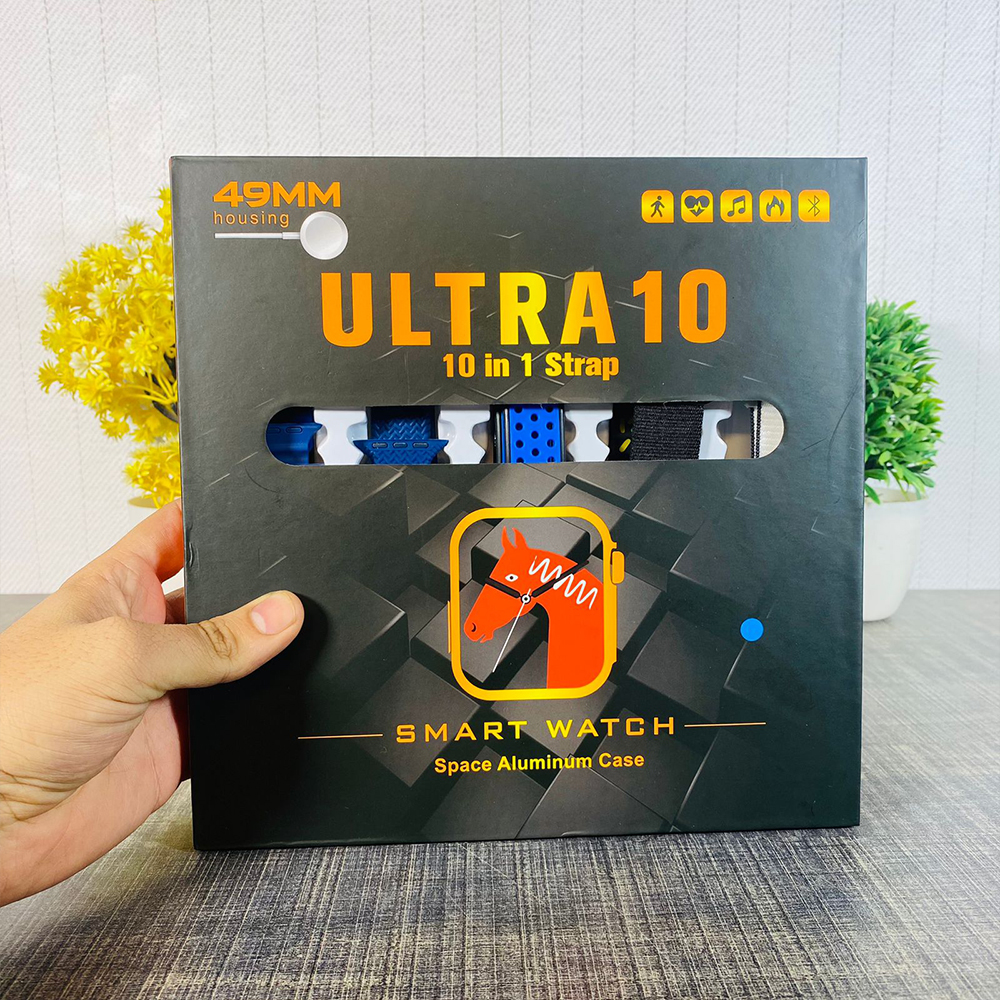 49MM
housing
ULTRA10
10 in 1 Strap
SMART WATCH
Space Aluminum Case